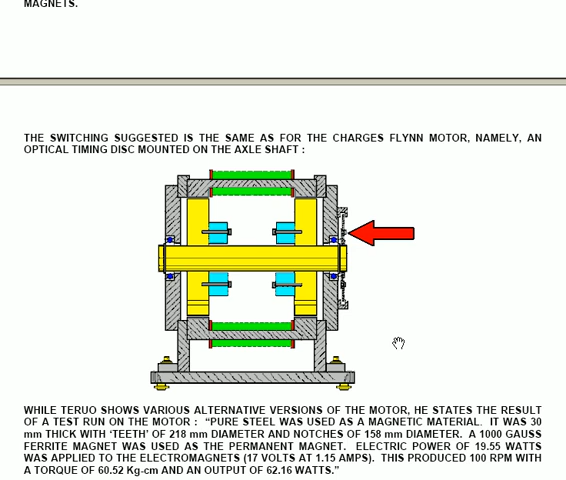 MAGNETS.
THE SWITCHING SUGGESTED IS THE SAME AS FOR THE CHARGES FLYNN MOTOR, NAMELY, AN
OPTICAL TIMING DISC MOUNTED ON THE AXLE SHAFT :
WHILE TERUO SHOWS VARIOUS ALTERNATIVE VERSIONS OF THE MOTOR, HE STATES THE RESULT
OF A TEST RUN ON THE MOTOR : “PURE STEEL WAS USED AS A MAGNETIC MATERIAL. IT WAS 30
mm THICK WITH ‘TEETH’ OF 218 mm DIAMETER AND NOTCHES OF 158 mm DIAMETER. A 1000 GAUSS
FERRITE MAGNET WAS USED AS THE PERMANENT MAGNET. ELECTRIC POWER OF 19.55 WATTS
WAS APPLIED TO THE ELECTROMAGNETS (17 VOLTS AT 1.15 AMPS). THIS PRODUCED 100 RPM WITH
A TORQUE OF 60.52 Kg-cm AND AN OUTPUT OF 62.16 WATTS.”